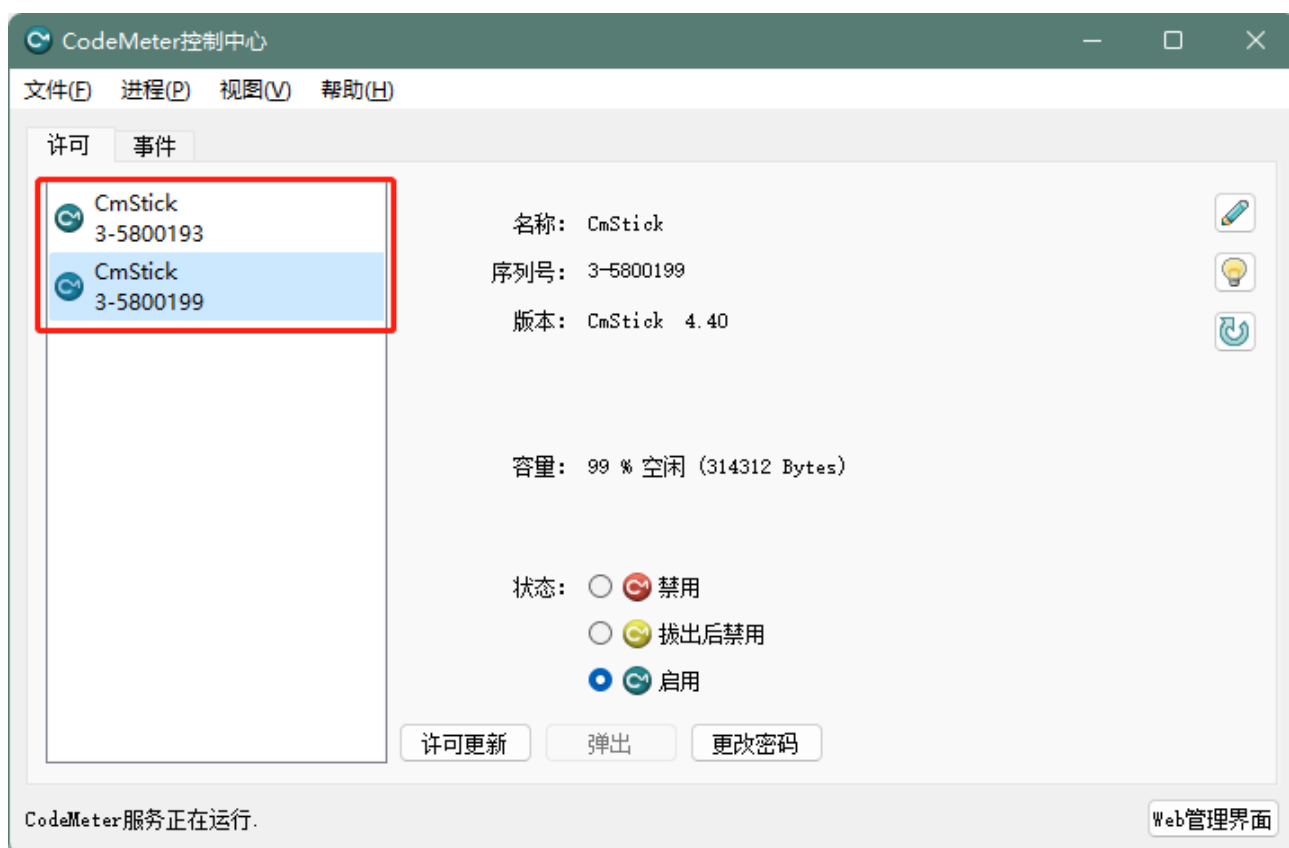 CodeMeter控制中心
文件(F) 进程(P) 视图(V) 帮助(H)
许可 事件
CmStick
3-5800193
CmStick
3-5800199
名称: CmStick
序列号: 3-5800199
版本: CmStick 4.40
容量: 99 % 空闲 (314312 Bytes)
状态: 禁用
拔出后禁用
启用
许可更新 弹出 更改密码
CodeMeter服务正在运行. Web管理界面